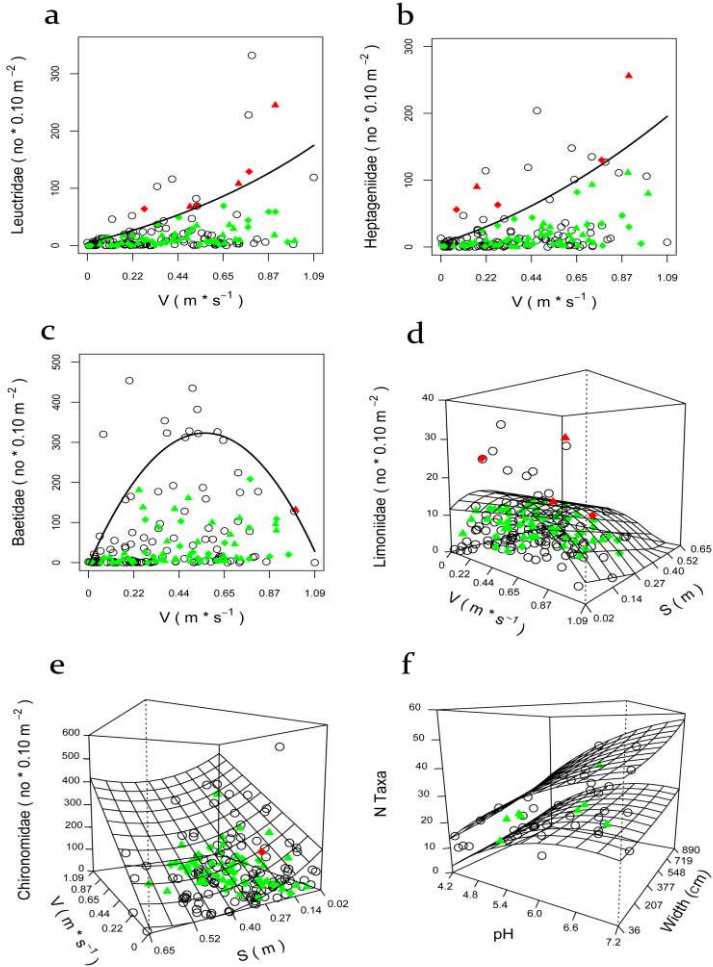 a
Leuctridae ( no * 0.10 m −2 )
0 100 200 300
0 0.22 0.44 0.65 0.87 1.09
V ( m * s−1 )
b
Heptageniidae ( no * 0.10 m −2 )
0 100 200 300
0 0.22 0.44 0.65 0.87 1.09
V ( m * s−1 )
c
Baetidae ( no * 0.10 m −2 )
0 100 200 300 400 500
0 0.22 0.44 0.65 0.87 1.09
V ( m * s−1 )
d
Limoniidae ( no * 0.10 m −2 )
0 10 20 30 40
0 0.22 0.44 0.65 0.87 1.09
V ( m * s−1 )
0.02 0.14 0.27 0.40 0.52 0.65
S ( m )
e
Chironomidae ( no * 0.10 m −2 )
0 100 200 300 400 500 600
1.09 0.87 0.65 0.44 0.22 0
V ( m * s−1 )
0.65 0.52 0.40 0.27 0.14 0.02
S ( m )
f
N Taxa
0 10 20 30 40 50 60
4.2 4.8 5.4 6.0 6.6 7.2
pH
36 207 377 548 719 890
Width (cm)